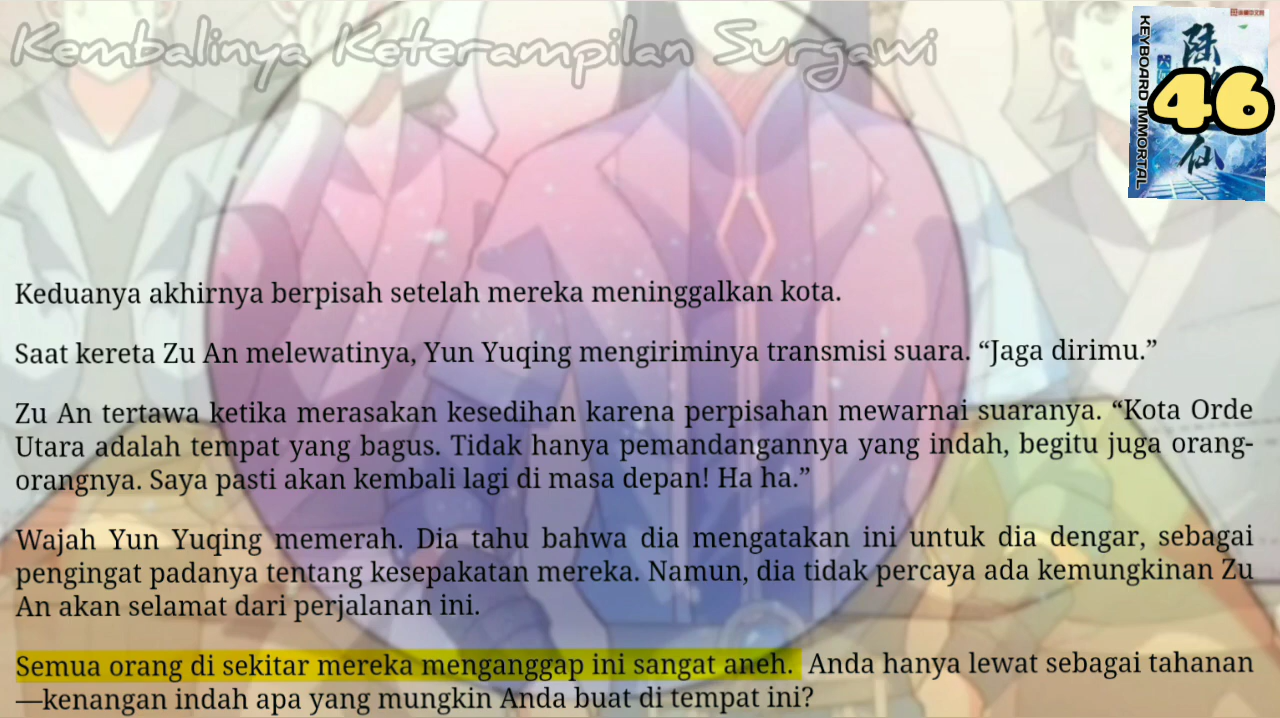 Kembalinya Keterampilan Surgawi
KEYBOARD IMMORTAL
46
Keduanya akhirnya berpisah setelah mereka meninggalkan kota.
Saat kereta Zu An melewatinya, Yun Yuqing mengiriminya transmisi suara. “Jaga dirimu.”
Zu An tertawa ketika merasakan kesedihan karena perpisahan mewarnai suaranya. “Kota Orde
Utara adalah tempat yang bagus. Tidak hanya pemandangannya yang indah, begitu juga orang-
orangnya. Saya pasti akan kembali lagi di masa depan! Ha ha.”
Wajah Yun Yuqing memerah. Dia tahu bahwa dia mengatakan ini untuk dia dengar, sebagai
pengingat padanya tentang kesepakatan mereka. Namun, dia tidak percaya ada kemungkinan Zu
An akan selamat dari perjalanan ini.
Semua orang di sekitar mereka menganggap ini sangat aneh. Anda hanya lewat sebagai tahanan
—kenangan indah apa yang mungkin Anda buat di tempat ini?